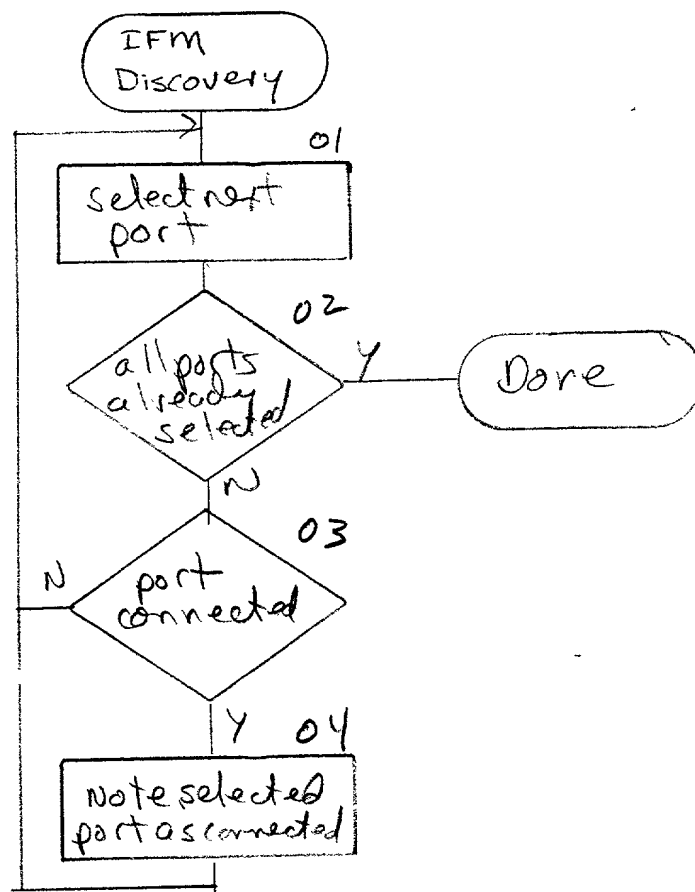 IFM
Discovery
01
select next
port
02
all ports
already
selected
Y
Done
N
03
port
connected
N
Y
04
Note selected
port as connected